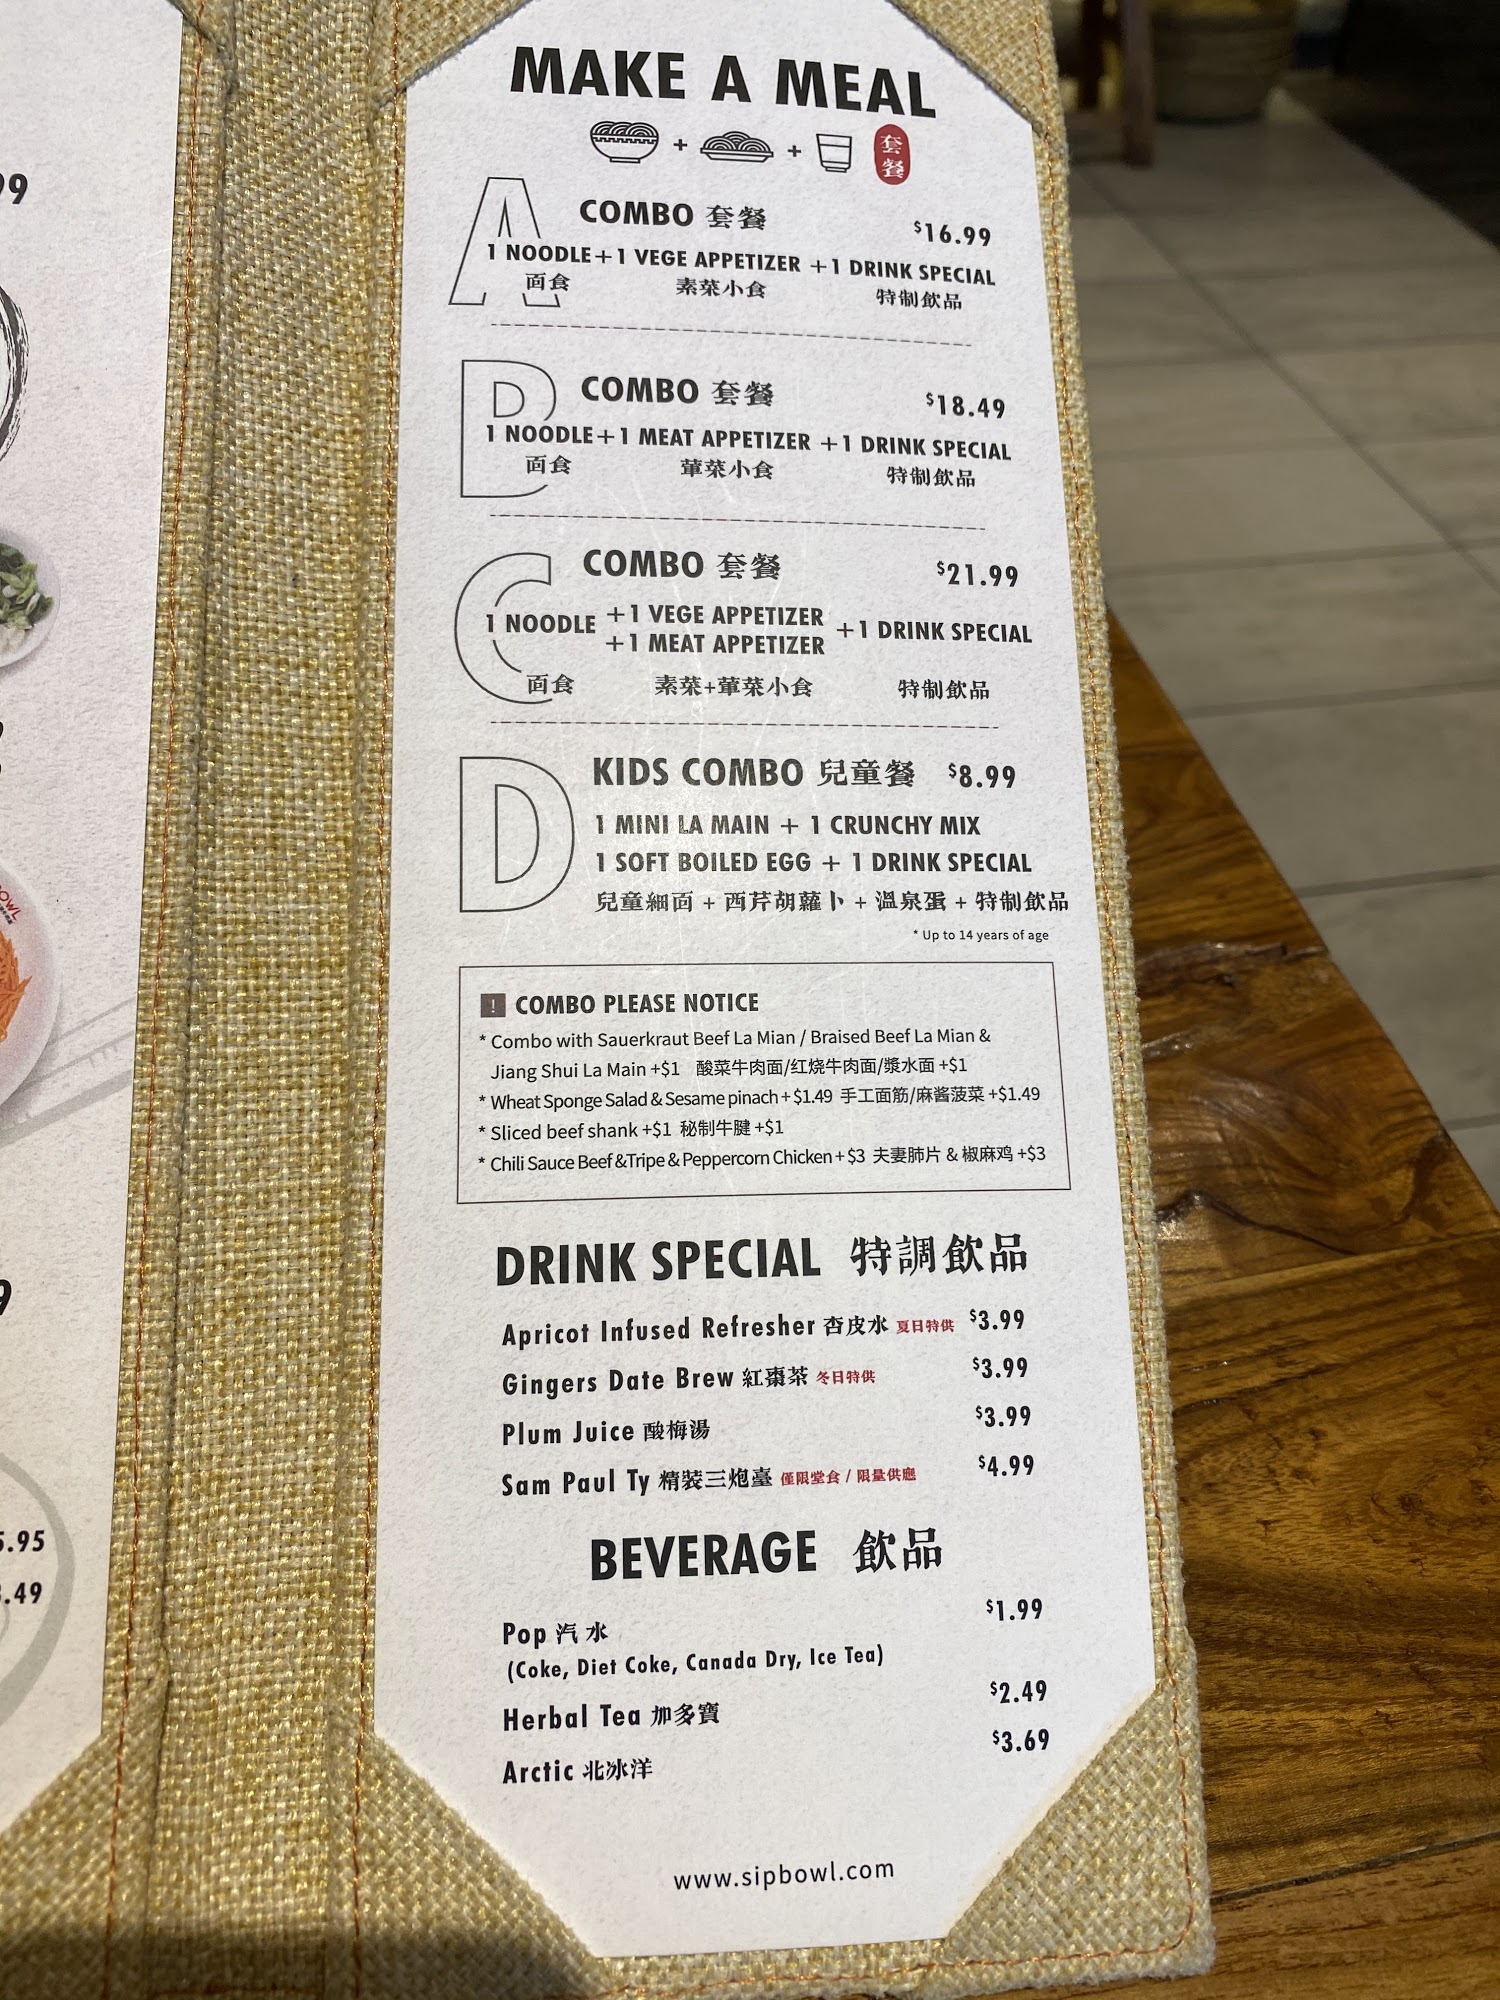 MAKE A MEAL
套餐
A COMBO 套餐 $16.99
1 NOODLE+1 VEGE APPETIZER +1 DRINK SPECIAL
面食 素菜小食 特制飲品
B COMBO 套餐 $18.49
1 NOODLE+1 MEAT APPETIZER +1 DRINK SPECIAL
面食 葷菜小食 特制飲品
C COMBO 套餐 $21.99
1 NOODLE +1 VEGE APPETIZER +1 MEAT APPETIZER +1 DRINK SPECIAL
面食 素菜+葷菜小食 特制飲品
D KIDS COMBO 兒童餐 $8.99
1 MINI LA MAIN + 1 CRUNCHY MIX
1 SOFT BOILED EGG + 1 DRINK SPECIAL
兒童細面 + 西芹胡蘿卜 + 溫泉蛋 + 特制飲品
* Up to 14 years of age
! COMBO PLEASE NOTICE
* Combo with Sauerkraut Beef La Mian / Braised Beef La Mian &
Jiang Shui La Main +$1 酸菜牛肉面/红烧牛肉面/漿水面 +$1
* Wheat Sponge Salad & Sesame pinach + $1.49 手工面筋/麻酱菠菜 +$1.49
* Sliced beef shank +$1 秘制牛腱 +$1
* Chili Sauce Beef &Tripe & Peppercorn Chicken + $3 夫妻肺片 & 椒麻鸡 +$3
DRINK SPECIAL 特調飲品
Apricot Infused Refresher 杏皮水 夏日特供 $3.99
Gingers Date Brew 紅棗茶 冬日特供 $3.99
Plum Juice 酸梅湯 $3.99
Sam Paul Ty 精裝三炮臺 僅限堂食 / 限量供應 $4.99
BEVERAGE 飲品
Pop 汽水 $1.99
(Coke, Diet Coke, Canada Dry, Ice Tea)
Herbal Tea 加多寶 $2.49
Arctic 北冰洋 $3.69
www.sipbowl.com